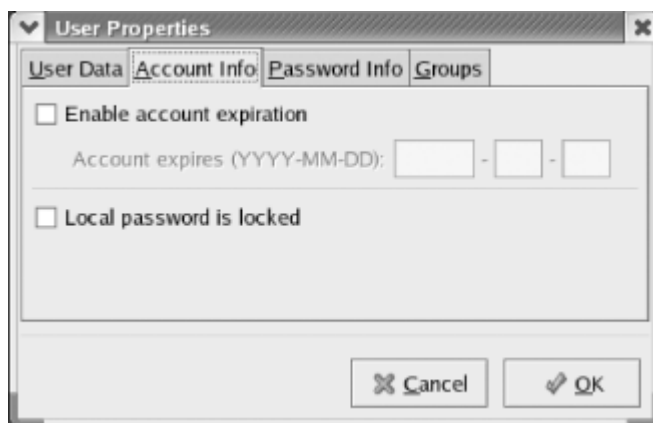 User Properties
User Data Account Info Password Info Groups
Enable account expiration
Account expires (YYYY-MM-DD): - -
Local password is locked
Cancel OK